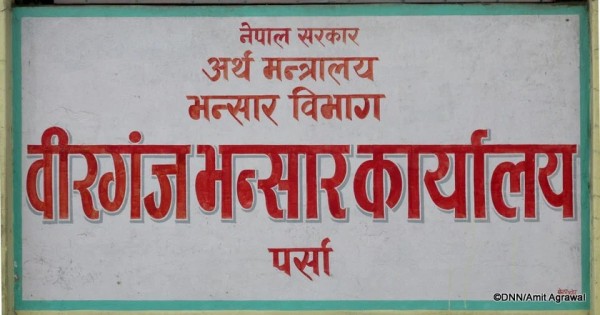 नेपाल सरकार
अर्थ मन्त्रालय
भन्सार विभाग
वीरगंज भन्सार कार्यालय
पर्सा
©DNN/Amit Agrawal